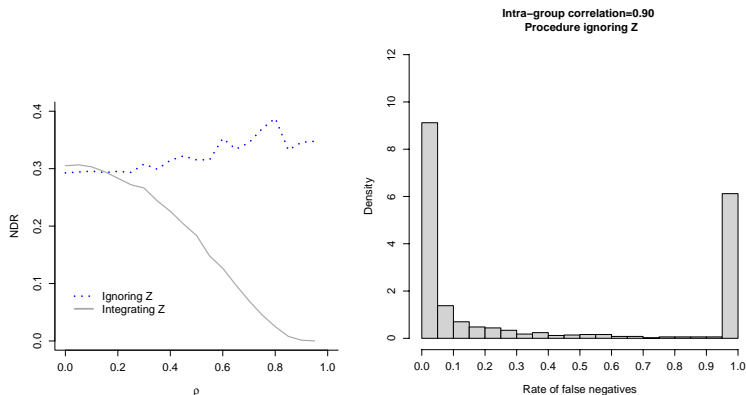 Intra-group correlation=0.90
Procedure ignoring Z
NDR
0.0
0.1
0.2
0.3
0.4
Ignoring Z
Integrating Z
0.0 0.2 0.4 0.6 0.8 1.0
ρ
Density
0
2
4
6
8
10
12
0.0 0.1 0.2 0.3 0.4 0.5 0.6 0.7 0.8 0.9 1.0
Rate of false negatives